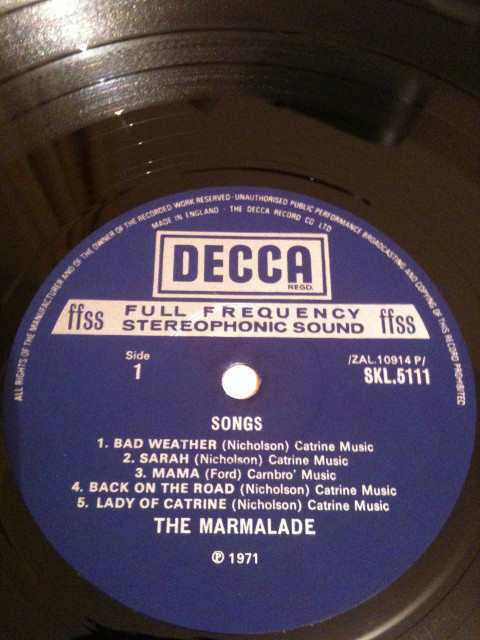 ALL RIGHTS OF THE MANUFACTURER AND OF THE OWNER OF THE RECORDED WORK RESERVED · UNAUTHORISED PUBLIC PERFORMANCE BROADCASTING AND COPYING OF THIS RECORD PROHIBITED
MADE IN ENGLAND · THE DECCA RECORD CO LTD
DECCA
REGD.
ffss FULL FREQUENCY STEREOPHONIC SOUND ffss
Side 1
/ZAL.10914 P/
SKL.5111
SONGS
1. BAD WEATHER (Nicholson) Catrine Music
2. SARAH (Nicholson) Catrine Music
3. MAMA (Ford) Carnbro' Music
4. BACK ON THE ROAD (Nicholson) Catrine Music
5. LADY OF CATRINE (Nicholson) Catrine Music
THE MARMALADE
℗ 1971